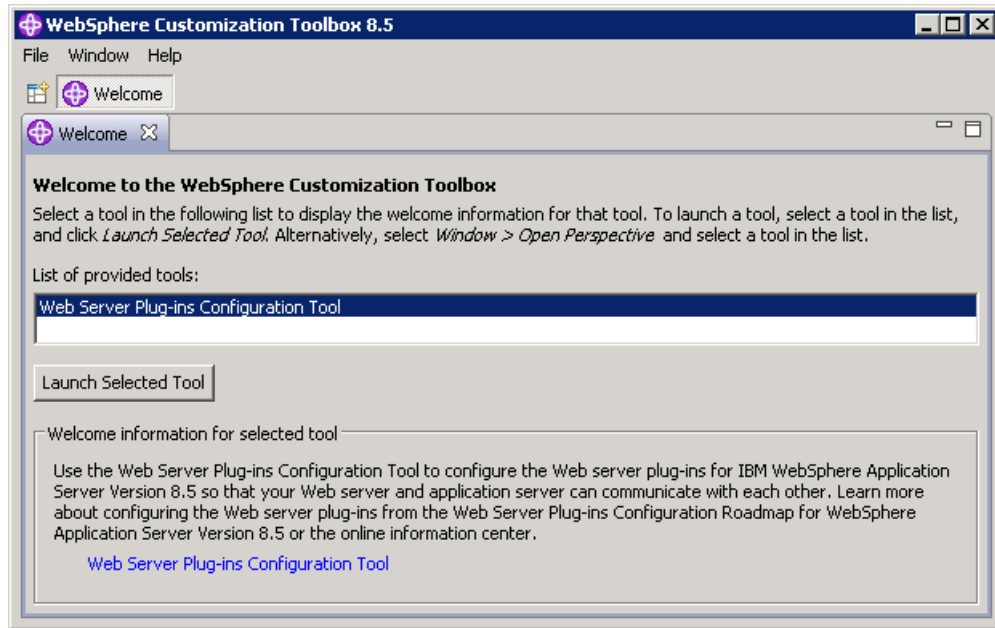 WebSphere Customization Toolbox 8.5
File Window Help
Welcome
Welcome
Welcome to the WebSphere Customization Toolbox
Select a tool in the following list to display the welcome information for that tool. To launch a tool, select a tool in the list,
and click Launch Selected Tool. Alternatively, select Window > Open Perspective and select a tool in the list.
List of provided tools:
Web Server Plug-ins Configuration Tool
Launch Selected Tool
Welcome information for selected tool
Use the Web Server Plug-ins Configuration Tool to configure the Web server plug-ins for IBM WebSphere Application
Server Version 8.5 so that your Web server and application server can communicate with each other. Learn more
about configuring the Web server plug-ins from the Web Server Plug-ins Configuration Roadmap for WebSphere
Application Server Version 8.5 or the online information center.
Web Server Plug-ins Configuration Tool